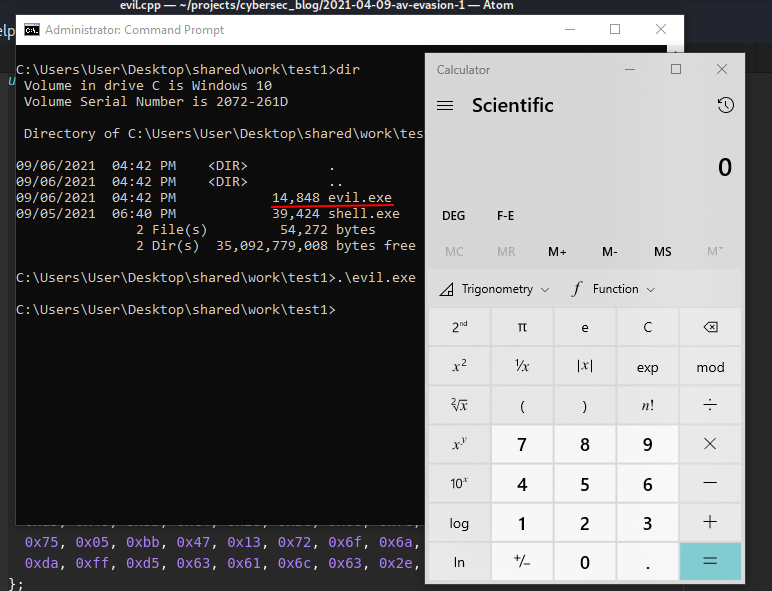 evil.cpp — ~/projects/cybersec_blog/2021-04-09-av-evasion-1 — Atom
elp
Administrator: Command Prompt
C:\Users\User\Desktop\shared\work\test1>dir
Volume in drive C is Windows 10
Volume Serial Number is 2072-261D
Directory of C:\Users\User\Desktop\shared\work\tes
09/06/2021 04:42 PM <DIR> .
09/06/2021 04:42 PM <DIR> ..
09/06/2021 04:42 PM 14,848 evil.exe
09/05/2021 06:40 PM 39,424 shell.exe
2 File(s) 54,272 bytes
2 Dir(s) 35,092,779,008 bytes free
C:\Users\User\Desktop\shared\work\test1>.\evil.exe
C:\Users\User\Desktop\shared\work\test1>
Calculator
Scientific
0
DEG F-E
MC MR M+ M- MS M˅
Trigonometry f Function
2ⁿᵈ π e C
x² ¹/x |x| exp mod
²√x ( ) n! ÷
xʸ 7 8 9 ×
10ˣ 4 5 6 −
log 1 2 3 +
ln +/− 0 . =
0x75, 0x05, 0xbb, 0x47, 0x13, 0x72, 0x6f, 0x6a,
0xda, 0xff, 0xd5, 0x63, 0x61, 0x6c, 0x63, 0x2e,
};